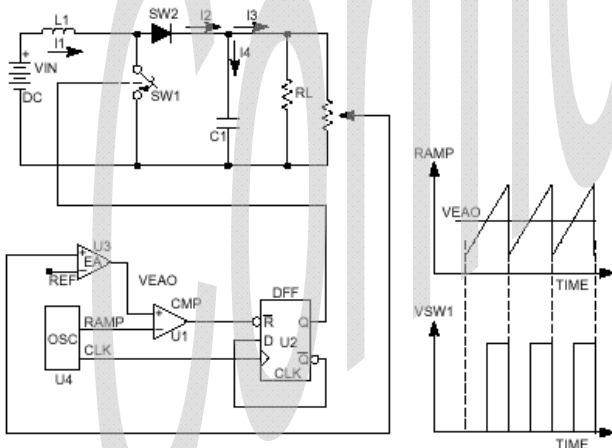 L1
SW2
I2
I3
I1
I4
VIN
DC
SW1
C1
RL
RAMP
VEAO
TIME
U3
EA
REF
VEAO
CMP
DFF
OSC
RAMP
U1
R
Q
D
U2
Q
CLK
CLK
U4
VSW1
TIME